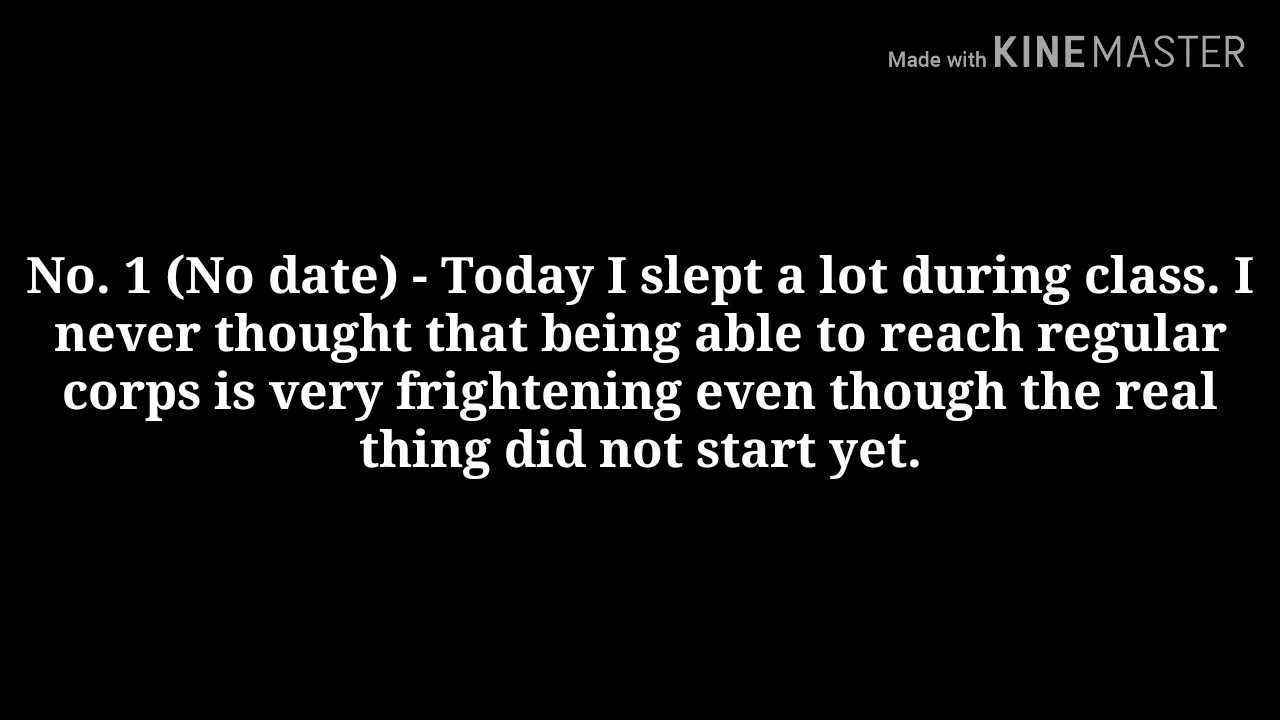 Made with KINEMASTER
No. 1 (No date) - Today I slept a lot during class. I
never thought that being able to reach regular
corps is very frightening even though the real
thing did not start yet.